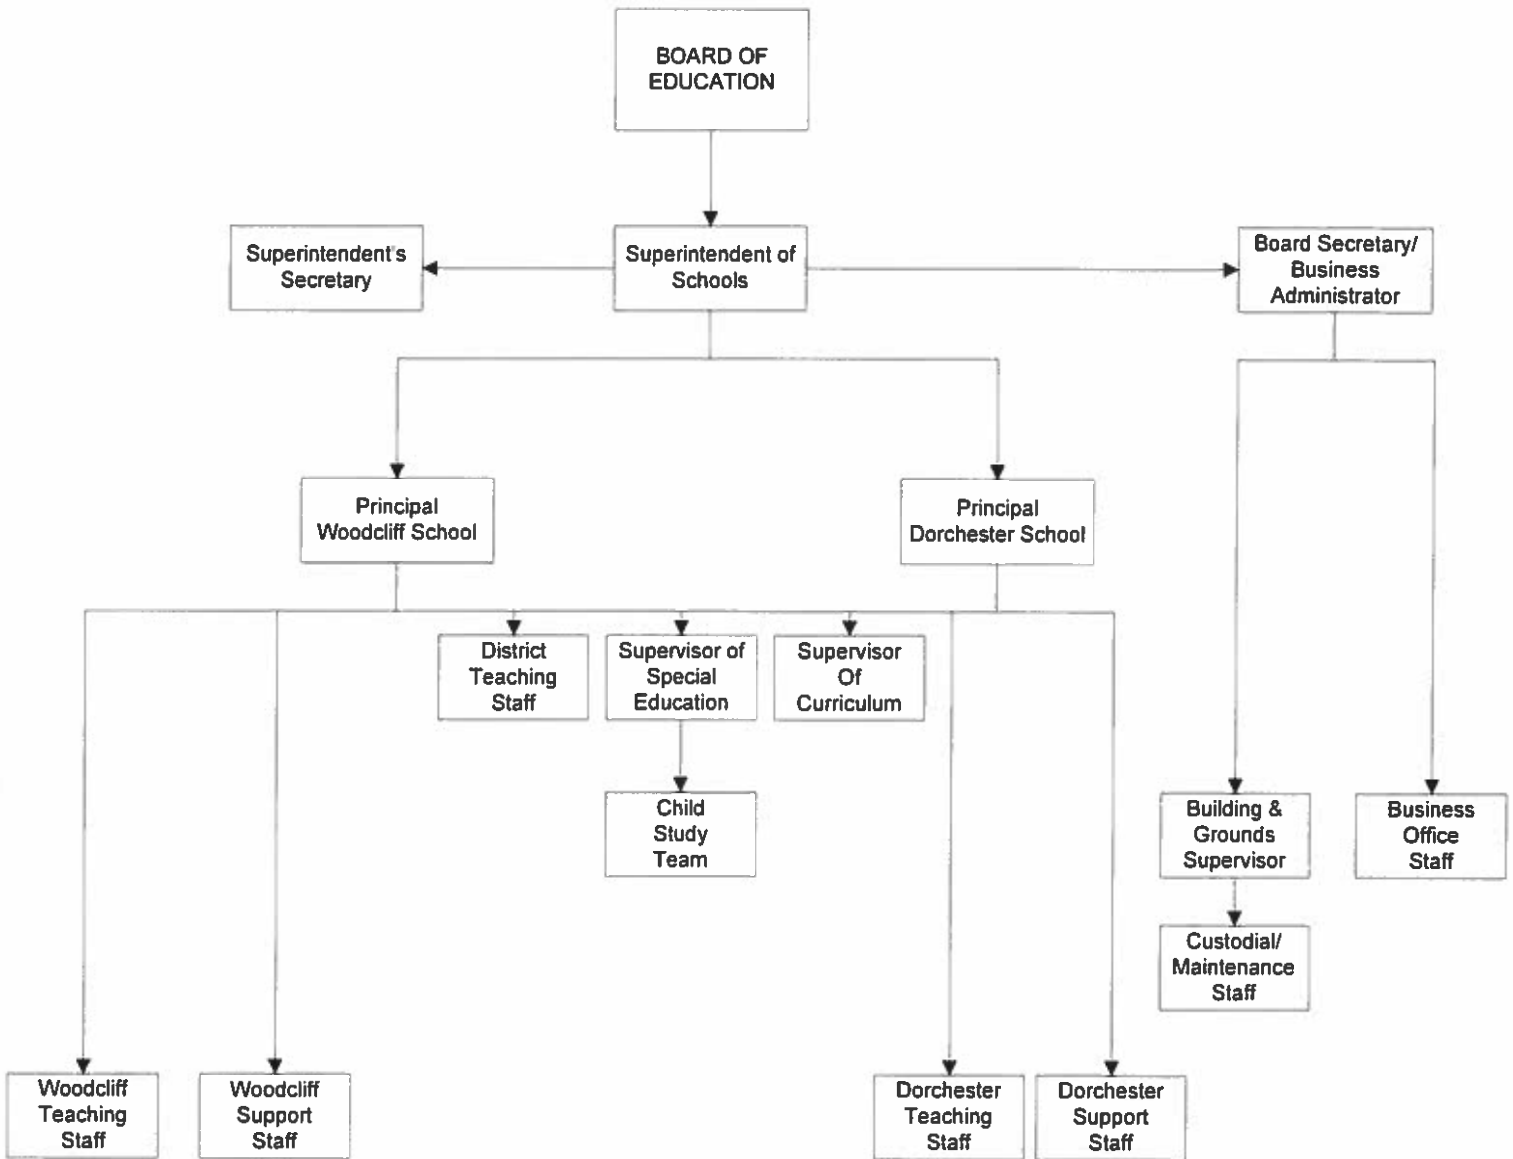 BOARD OF
EDUCATION
Superintendent's
Secretary
Superintendent of
Schools
Board Secretary/
Business
Administrator
Principal
Woodcliff School
Principal
Dorchester School
District
Teaching
Staff
Supervisor of
Special
Education
Supervisor
Of
Curriculum
Child
Study
Team
Building &
Grounds
Supervisor
Business
Office
Staff
Custodial/
Maintenance
Staff
Woodcliff
Teaching
Staff
Woodcliff
Support
Staff
Dorchester
Teaching
Staff
Dorchester
Support
Staff